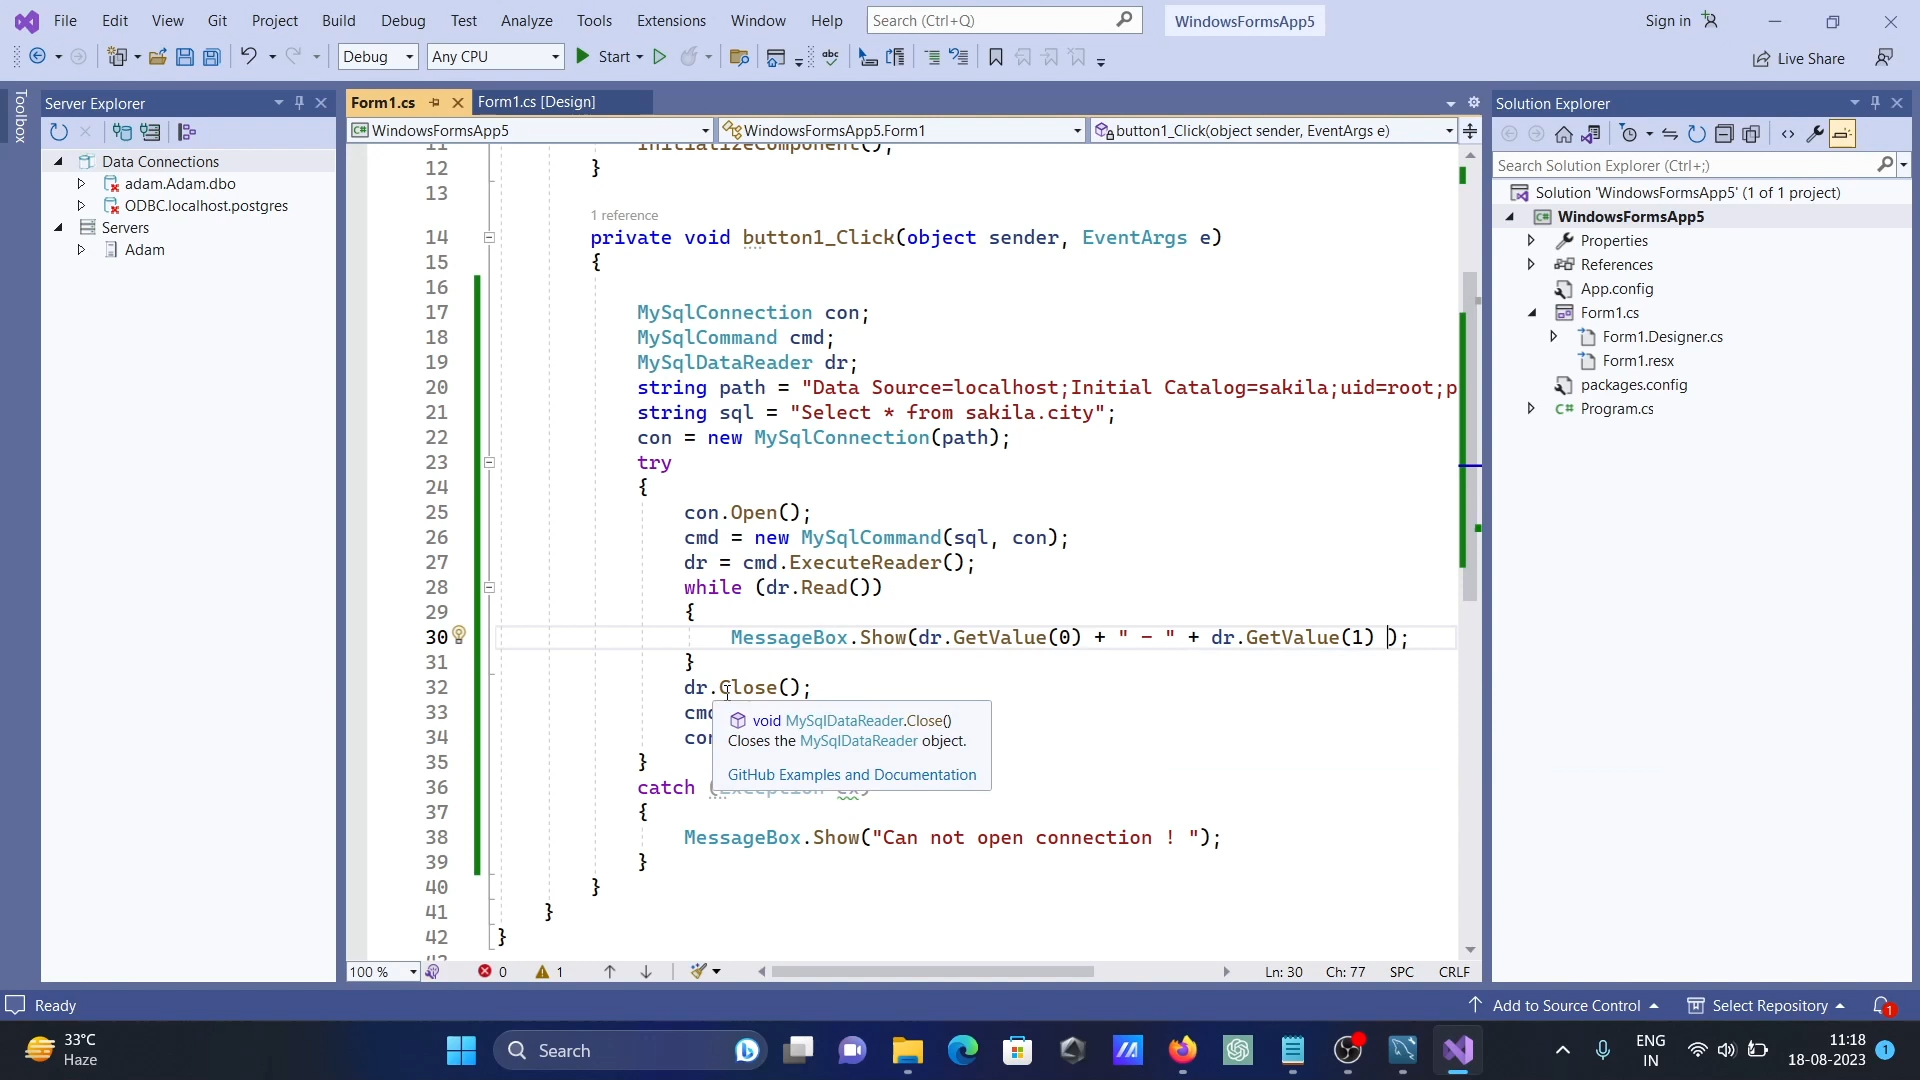 File Edit View Git Project Build Debug Test Analyze Tools Extensions Window Help Search (Ctrl+Q) WindowsFormsApp5 Sign in
Debug Any CPU Start abc Live Share
Toolbox
Server Explorer
Data Connections
adam.Adam.dbo
ODBC.localhost.postgres
Servers
Adam
Form1.cs Form1.cs [Design]
WindowsFormsApp5 WindowsFormsApp5.Form1 button1_Click(object sender, EventArgs e)
11 InitializeComponent();
12 }
13
1 reference
14 private void button1_Click(object sender, EventArgs e)
15 {
16
17 MySqlConnection con;
18 MySqlCommand cmd;
19 MySqlDataReader dr;
20 string path = "Data Source=localhost;Initial Catalog=sakila;uid=root;p
21 string sql = "Select * from sakila.city";
22 con = new MySqlConnection(path);
23 try
24 {
25 con.Open();
26 cmd = new MySqlCommand(sql, con);
27 dr = cmd.ExecuteReader();
28 while (dr.Read())
29 {
30 MessageBox.Show(dr.GetValue(0) + " - " + dr.GetValue(1) );
31 }
32 dr.Close();
33
34
void MySqlDataReader.Close()
Closes the MySqlDataReader object.
GitHub Examples and Documentation
35 }
36 catch (Exception ex)
37 {
38 MessageBox.Show("Can not open connection ! ");
39 }
40 }
41 }
42 }
100 % 0 1 Ln: 30 Ch: 77 SPC CRLF
Solution Explorer
Search Solution Explorer (Ctrl+;)
Solution 'WindowsFormsApp5' (1 of 1 project)
WindowsFormsApp5
Properties
References
App.config
Form1.cs
Form1.Designer.cs
Form1.resx
packages.config
C# Program.cs
Ready Add to Source Control Select Repository 1
33°C
Haze
Search
ENG
IN
11:18
18-08-2023
1